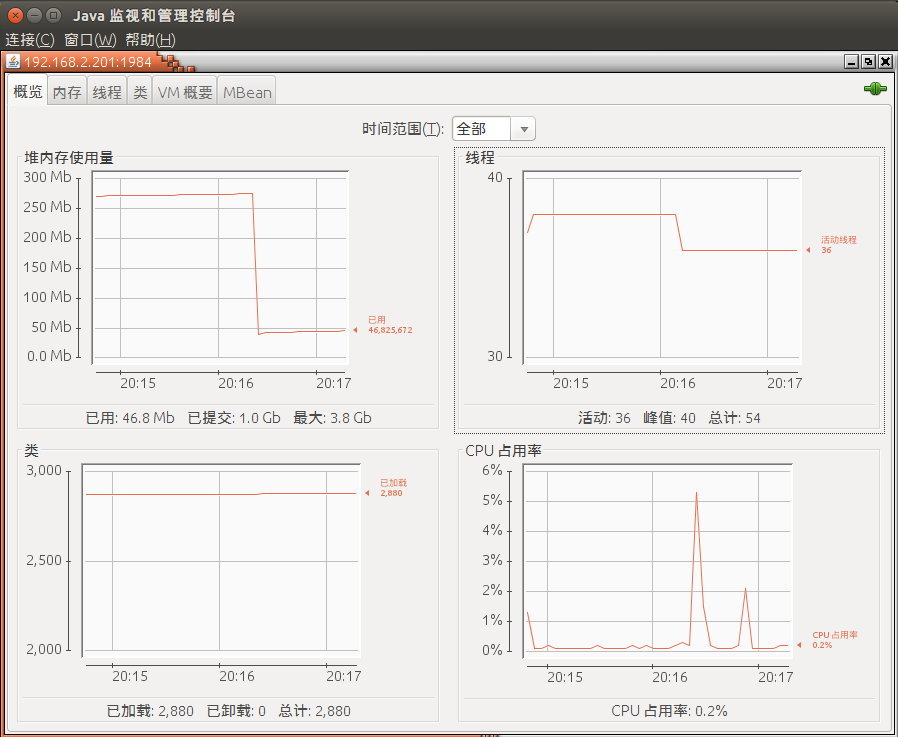 Java 监视和管理控制台
连接(C) 窗口(W) 帮助(H)
192.168.2.201:1984
概览 内存 线程 类 VM 概要 MBean
时间范围(T): 全部
堆内存使用量
300 Mb
250 Mb
200 Mb
150 Mb
100 Mb
50 Mb
0.0 Mb
已用
46,825,672
20:15 20:16 20:17
已用: 46.8 Mb 已提交: 1.0 Gb 最大: 3.8 Gb
线程
40
30
活动线程
36
20:15 20:16 20:17
活动: 36 峰值: 40 总计: 54
类
3,000
2,500
2,000
已加载
2,880
20:15 20:16 20:17
已加载: 2,880 已卸载: 0 总计: 2,880
CPU 占用率
6%
5%
4%
3%
2%
1%
0%
CPU 占用率
0.2%
20:15 20:16 20:17
CPU 占用率: 0.2%